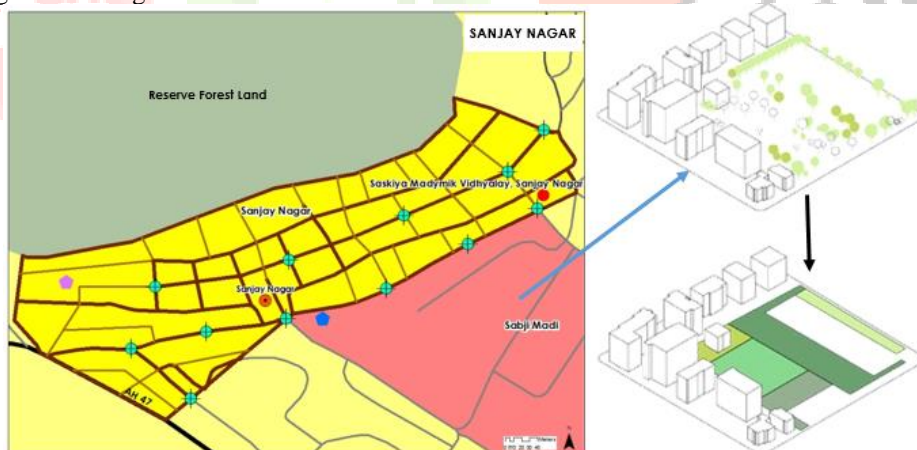 SANJAY NAGAR
Reserve Forest Land
Saskiya Madymik Vidhyalay, Sanjay Nagar
Sanjay Nagar
Sanjay Nagar
Sabji Madi
AH 47